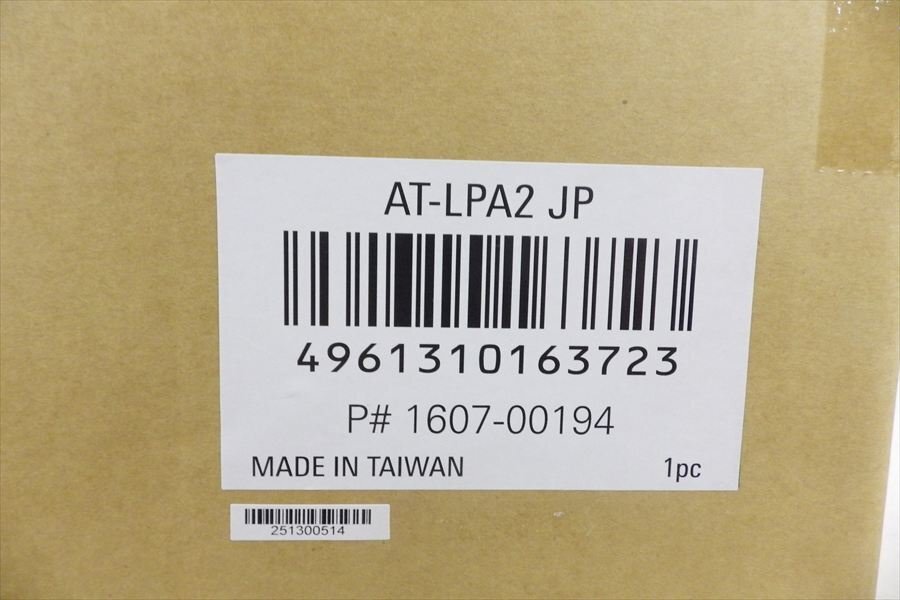 AT-LPA2 JP
4961310163723
P# 1607-00194
MADE IN TAIWAN 1pc
251300514